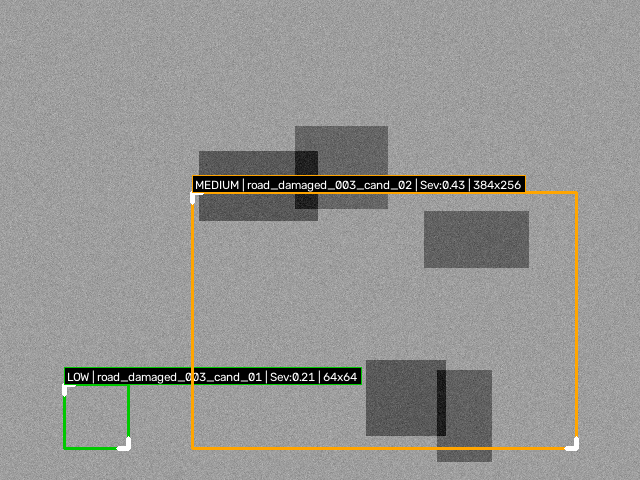 MEDIUM | road_damaged_003_cand_02 | Sev:0.43 | 384x256
LOW | road_damaged_003_cand_01 | Sev:0.21 | 64x64